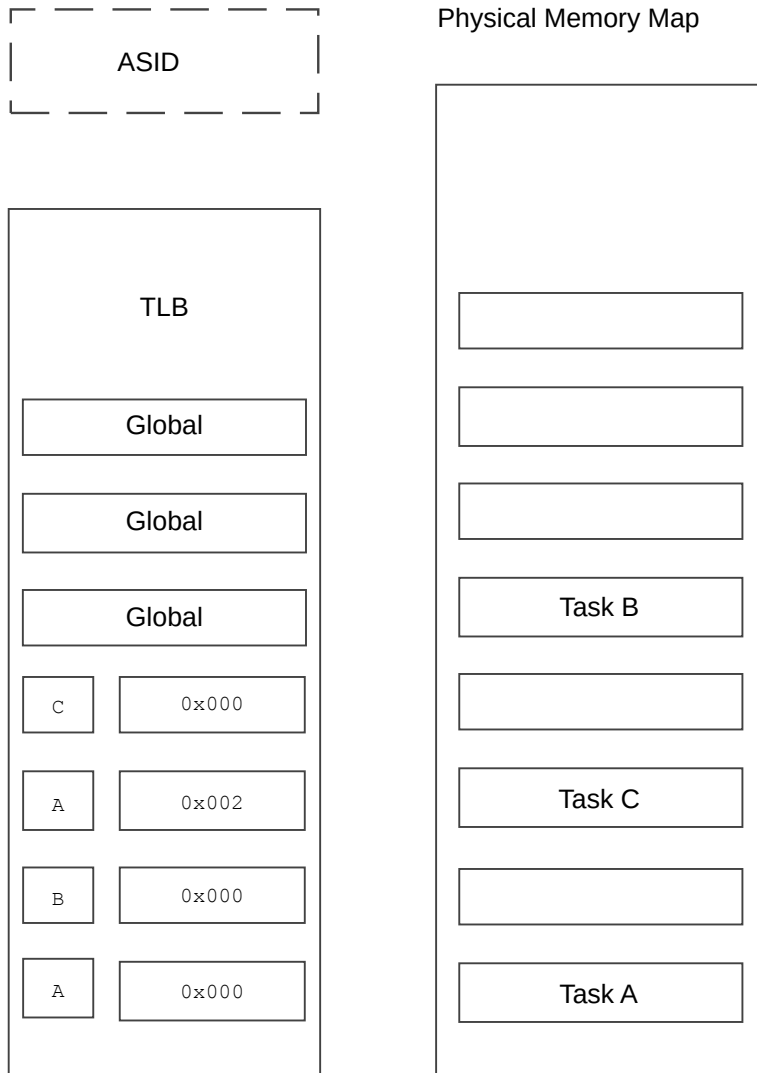 ASID
Physical Memory Map
TLB
Global
Global
Global
C 0x000
A 0x002
B 0x000
A 0x000
Task B
Task C
Task A